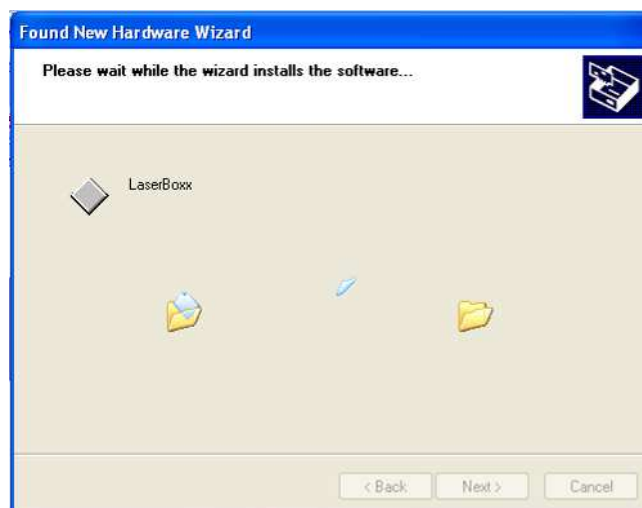 Found New Hardware Wizard
Please wait while the wizard installs the software...
LaserBoxx
< Back
Next >
Cancel